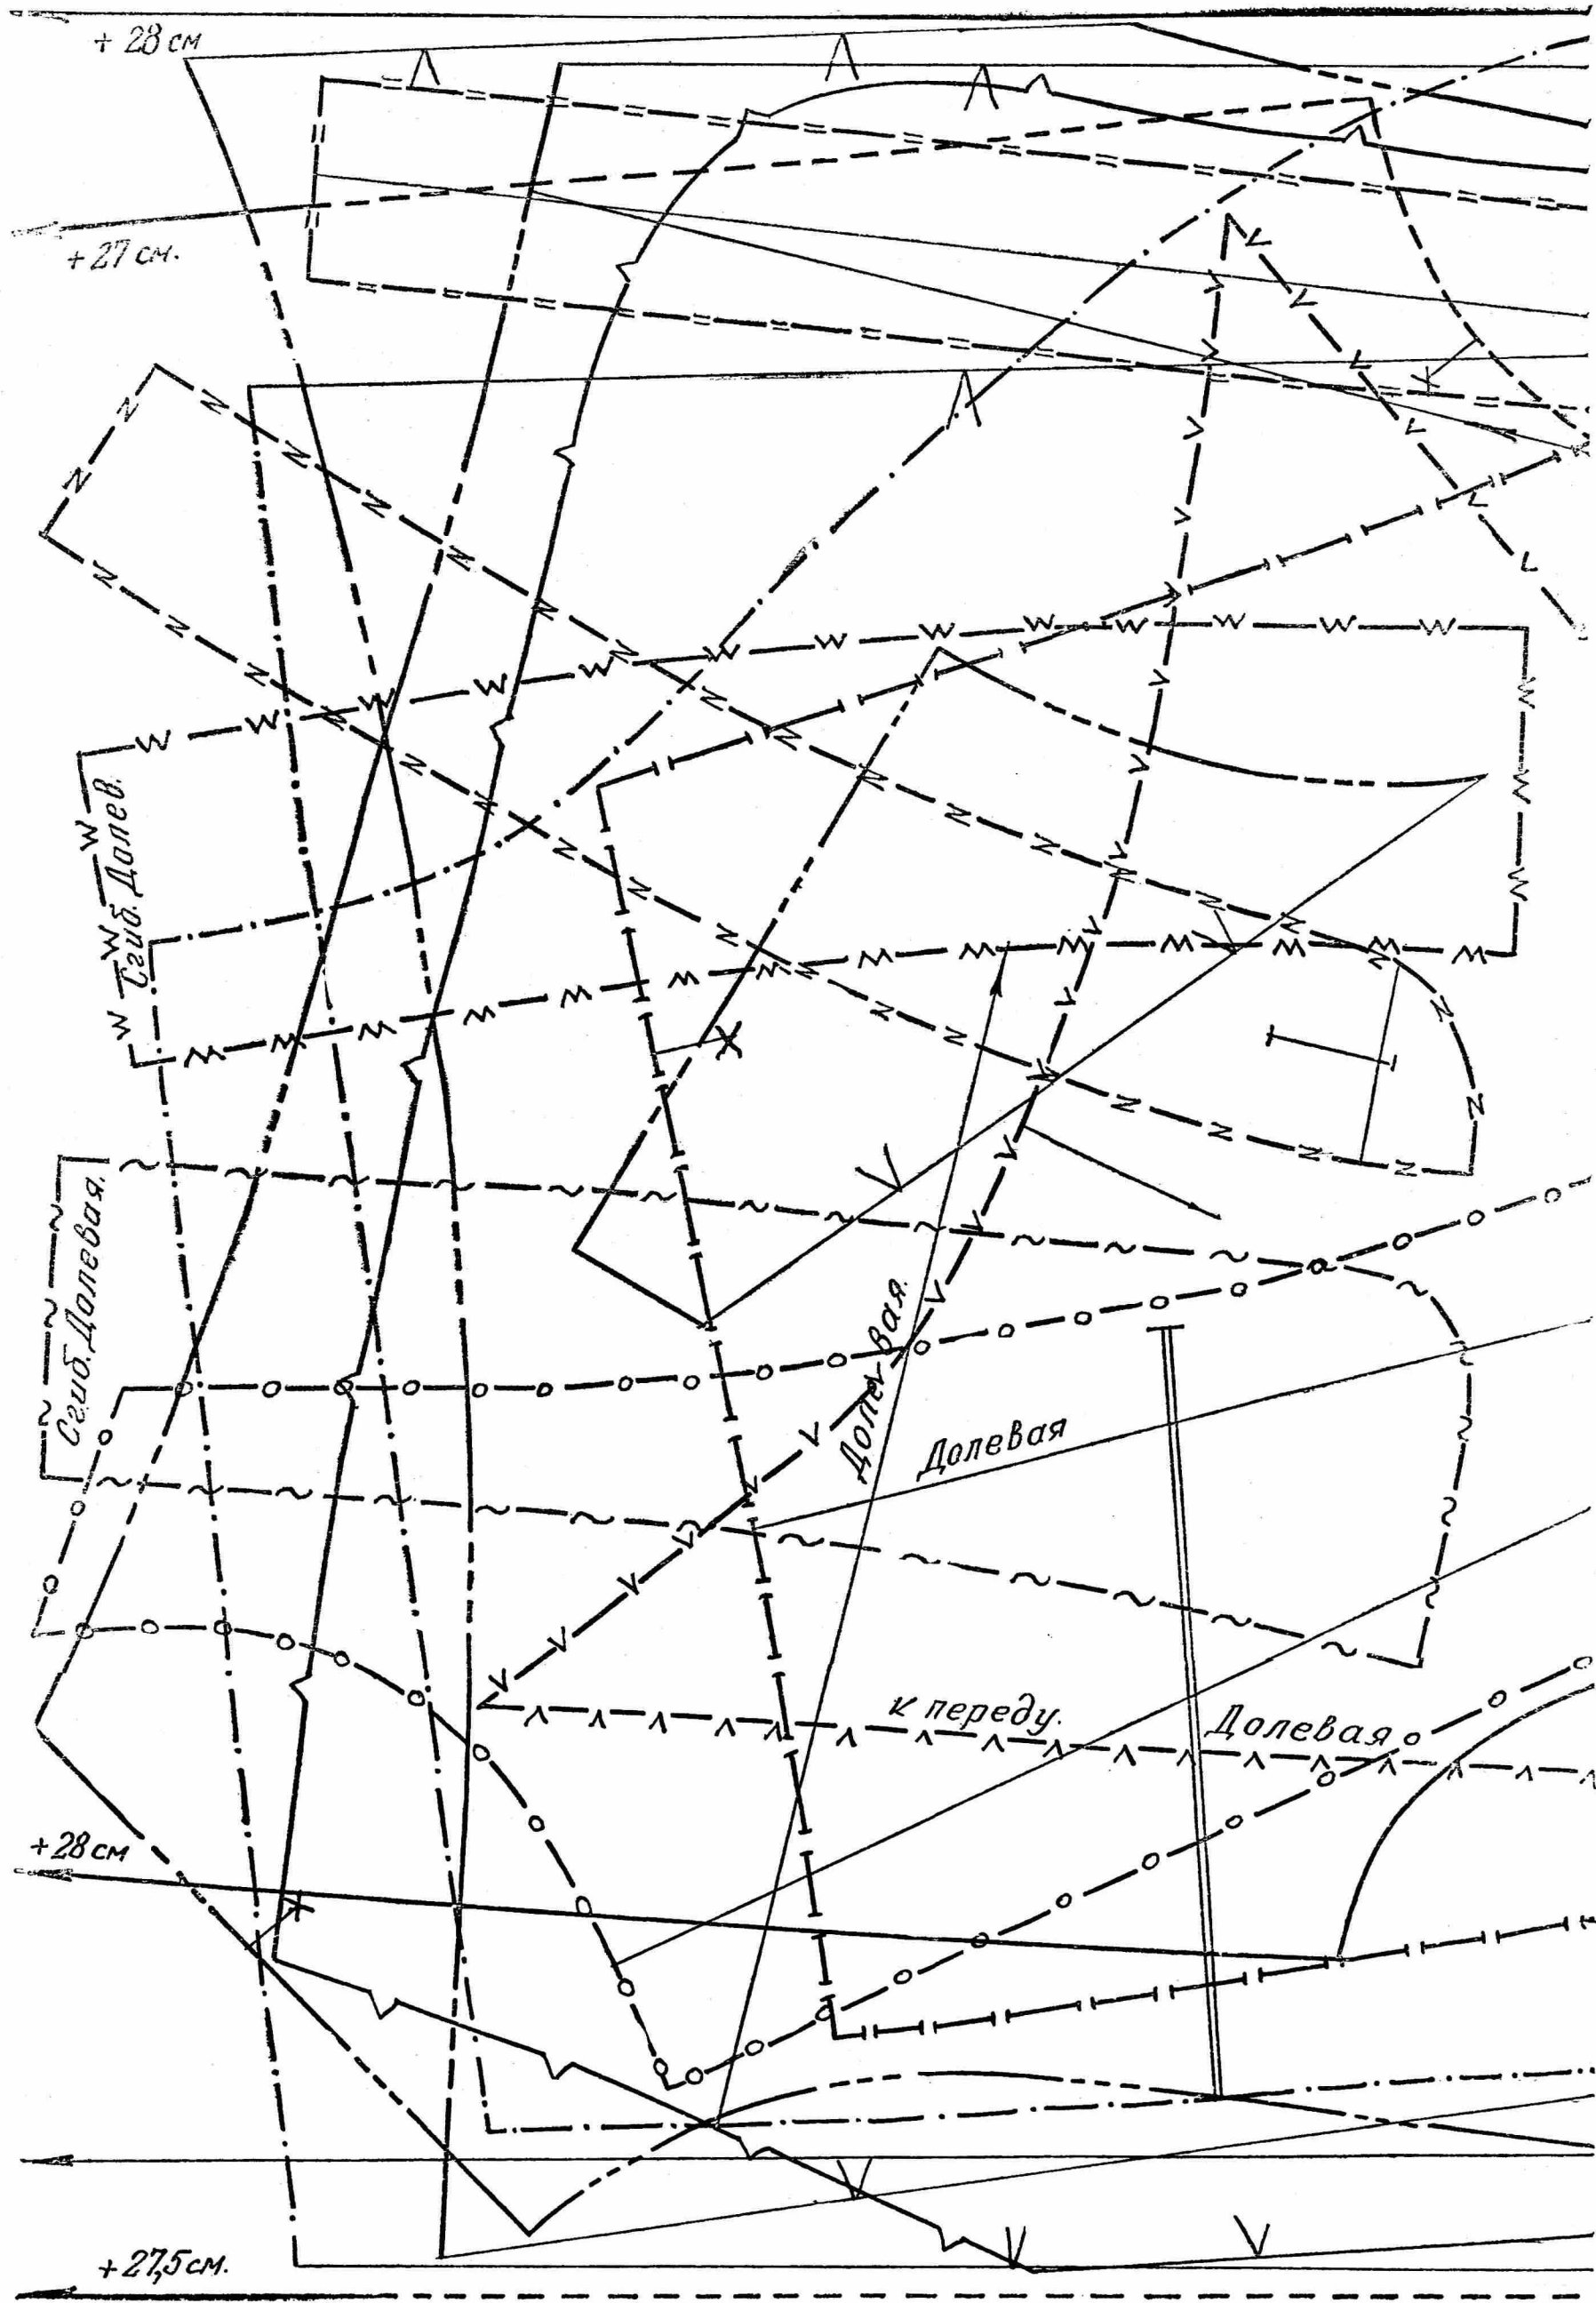 + 28 см
+ 27 см.
Сгиб. Долев.
Сгиб. Долевая.
Долевая.
Долевая
к переду.
Долевая
+ 28 см
+ 27,5 см.